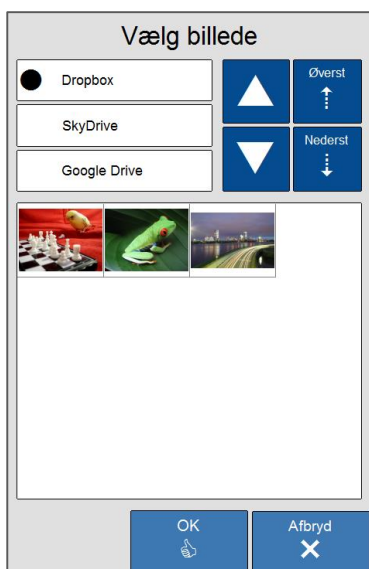 Vælg billede
Dropbox
SkyDrive
Google Drive
Øverst
Nederst
OK
Afbryd